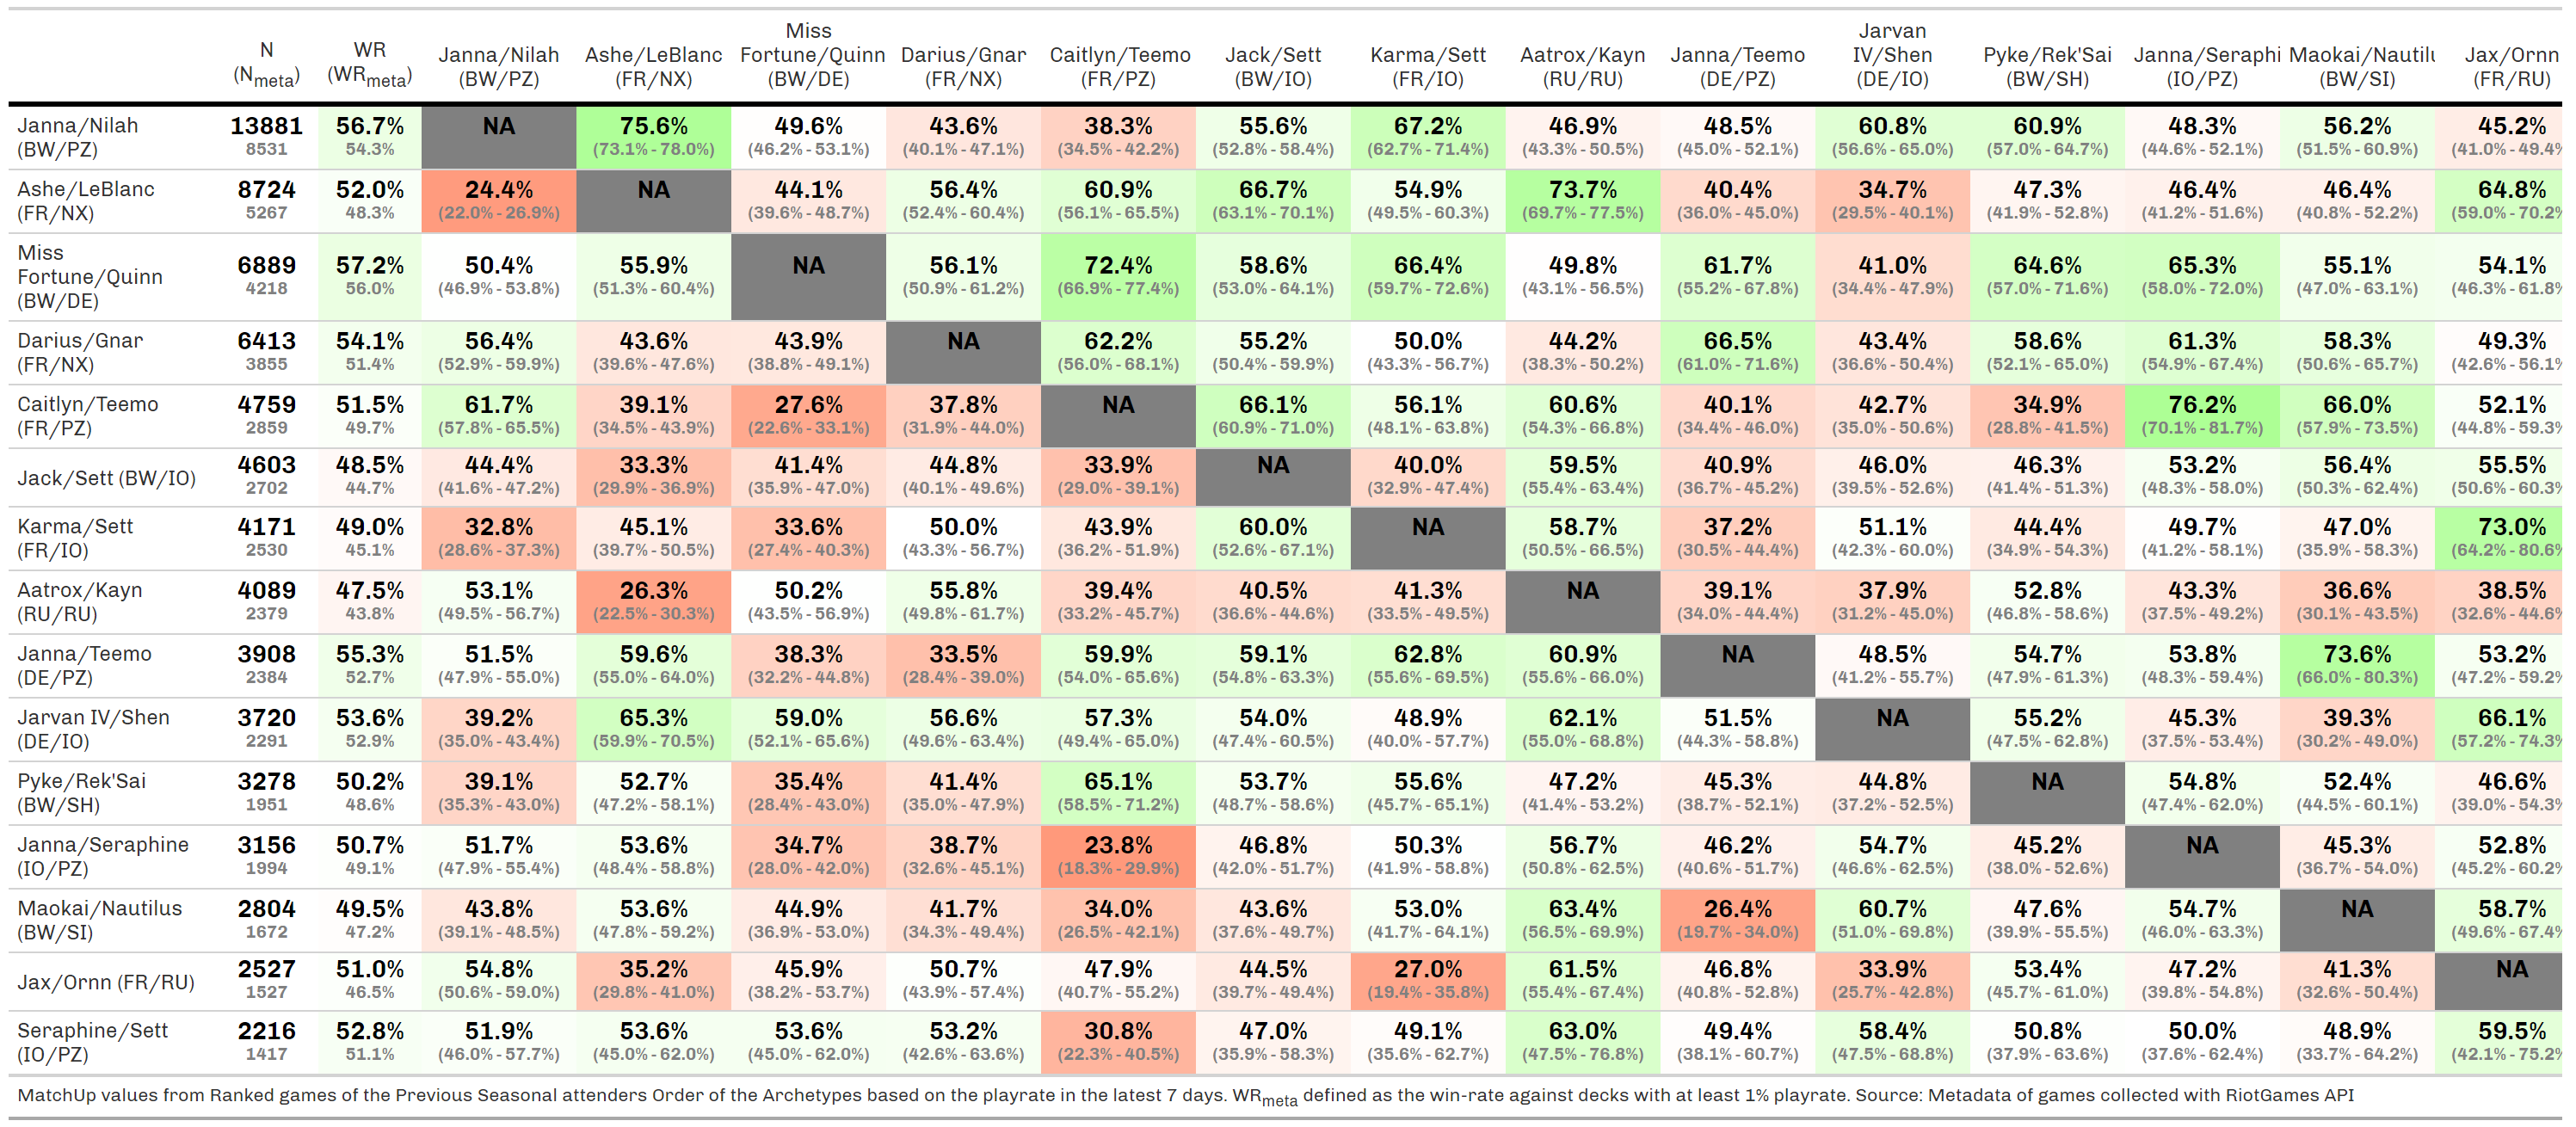 N (N_meta) WR (WR_meta) Janna/Nilah (BW/PZ) Ashe/LeBlanc (FR/NX) Miss Fortune/Quinn (BW/DE) Darius/Gnar (FR/NX) Caitlyn/Teemo (FR/PZ) Jack/Sett (BW/IO) Karma/Sett (FR/IO) Aatrox/Kayn (RU/RU) Janna/Teemo (DE/PZ) Jarvan IV/Shen (DE/IO) Pyke/Rek'Sai (BW/SH) Janna/Seraphi (IO/PZ) Maokai/Nautilu (BW/SI) Jax/Ornn (FR/RU)
Janna/Nilah 13881 56.7% NA 75.6% 49.6% 43.6% 38.3% 55.6% 67.2% 46.9% 48.5% 60.8% 60.9% 48.3% 56.2% 45.2%
(BW/PZ) 8531 54.3% (73.1% - 78.0%) (46.2% - 53.1%) (40.1% - 47.1%) (34.5% - 42.2%) (52.8% - 58.4%) (62.7% - 71.4%) (43.3% - 50.5%) (45.0% - 52.1%) (56.6% - 65.0%) (57.0% - 64.7%) (44.6% - 52.1%) (51.5% - 60.9%) (41.0% - 49.4%
Ashe/LeBlanc 8724 52.0% 24.4% NA 44.1% 56.4% 60.9% 66.7% 54.9% 73.7% 40.4% 34.7% 47.3% 46.4% 46.4% 64.8%
(FR/NX) 5267 48.3% (22.0% - 26.9%) (39.6% - 48.7%) (52.4% - 60.4%) (56.1% - 65.5%) (63.1% - 70.1%) (49.5% - 60.3%) (69.7% - 77.5%) (36.0% - 45.0%) (29.5% - 40.1%) (41.9% - 52.8%) (41.2% - 51.6%) (40.8% - 52.2%) (59.0% - 70.2%
Miss
Fortune/Quinn 6889 57.2% 50.4% 55.9% NA 56.1% 72.4% 58.6% 66.4% 49.8% 61.7% 41.0% 64.6% 65.3% 55.1% 54.1%
(BW/DE) 4218 56.0% (46.9% - 53.8%) (51.3% - 60.4%) (50.9% - 61.2%) (66.9% - 77.4%) (53.0% - 64.1%) (59.7% - 72.6%) (43.1% - 56.5%) (55.2% - 67.8%) (34.4% - 47.9%) (57.0% - 71.6%) (58.0% - 72.0%) (47.0% - 63.1%) (46.3% - 61.8%
Darius/Gnar 6413 54.1% 56.4% 43.6% 43.9% NA 62.2% 55.2% 50.0% 44.2% 66.5% 43.4% 58.6% 61.3% 58.3% 49.3%
(FR/NX) 3855 51.4% (52.9% - 59.9%) (39.6% - 47.6%) (38.8% - 49.1%) (56.0% - 68.1%) (50.4% - 59.9%) (43.3% - 56.7%) (38.3% - 50.2%) (61.0% - 71.6%) (36.6% - 50.4%) (52.1% - 65.0%) (54.9% - 67.4%) (50.6% - 65.7%) (42.6% - 56.1%
Caitlyn/Teemo 4759 51.5% 61.7% 39.1% 27.6% 37.8% NA 66.1% 56.1% 60.6% 40.1% 42.7% 34.9% 76.2% 66.0% 52.1%
(FR/PZ) 2859 49.7% (57.8% - 65.5%) (34.5% - 43.9%) (22.6% - 33.1%) (31.9% - 44.0%) (60.9% - 71.0%) (48.1% - 63.8%) (54.3% - 66.8%) (34.4% - 46.0%) (35.0% - 50.6%) (28.8% - 41.5%) (70.1% - 81.7%) (57.9% - 73.5%) (44.8% - 59.3%
Jack/Sett (BW/IO) 4603 48.5% 44.4% 33.3% 41.4% 44.8% 33.9% NA 40.0% 59.5% 40.9% 46.0% 46.3% 53.2% 56.4% 55.5%
2702 44.7% (41.6% - 47.2%) (29.9% - 36.9%) (35.9% - 47.0%) (40.1% - 49.6%) (29.0% - 39.1%) (32.9% - 47.4%) (55.4% - 63.4%) (36.7% - 45.2%) (39.5% - 52.6%) (41.4% - 51.3%) (48.3% - 58.0%) (50.3% - 62.4%) (50.6% - 60.3%
Karma/Sett 4171 49.0% 32.8% 45.1% 33.6% 50.0% 43.9% 60.0% NA 58.7% 37.2% 51.1% 44.4% 49.7% 47.0% 73.0%
(FR/IO) 2530 45.1% (28.6% - 37.3%) (39.7% - 50.5%) (27.4% - 40.3%) (43.3% - 56.7%) (36.2% - 51.9%) (52.6% - 67.1%) (50.5% - 66.5%) (30.5% - 44.4%) (42.3% - 60.0%) (34.9% - 54.3%) (41.2% - 58.1%) (35.9% - 58.3%) (64.2% - 80.6%
Aatrox/Kayn 4089 47.5% 53.1% 26.3% 50.2% 55.8% 39.4% 40.5% 41.3% NA 39.1% 37.9% 52.8% 43.3% 36.6% 38.5%
(RU/RU) 2379 43.8% (49.5% - 56.7%) (22.5% - 30.3%) (43.5% - 56.9%) (49.8% - 61.7%) (33.2% - 45.7%) (36.6% - 44.6%) (33.5% - 49.5%) (34.0% - 44.4%) (31.2% - 45.0%) (46.8% - 58.6%) (37.5% - 49.2%) (30.1% - 43.5%) (32.6% - 44.6%
Janna/Teemo 3908 55.3% 51.5% 59.6% 38.3% 33.5% 59.9% 59.1% 62.8% 60.9% NA 48.5% 54.7% 53.8% 73.6% 53.2%
(DE/PZ) 2384 52.7% (47.9% - 55.0%) (55.0% - 64.0%) (32.2% - 44.8%) (28.4% - 39.0%) (54.0% - 65.6%) (54.8% - 63.3%) (55.6% - 69.5%) (55.6% - 66.0%) (41.2% - 55.7%) (47.9% - 61.3%) (48.3% - 59.4%) (66.0% - 80.3%) (47.2% - 59.2%
Jarvan IV/Shen 3720 53.6% 39.2% 65.3% 59.0% 56.6% 57.3% 54.0% 48.9% 62.1% 51.5% NA 55.2% 45.3% 39.3% 66.1%
(DE/IO) 2291 52.9% (35.0% - 43.4%) (59.9% - 70.5%) (52.1% - 65.6%) (49.6% - 63.4%) (49.4% - 65.0%) (47.4% - 60.5%) (40.0% - 57.7%) (55.0% - 68.8%) (44.3% - 58.8%) (47.5% - 62.8%) (37.5% - 53.4%) (30.2% - 49.0%) (57.2% - 74.3%
Pyke/Rek'Sai 3278 50.2% 39.1% 52.7% 35.4% 41.4% 65.1% 53.7% 55.6% 47.2% 45.3% 44.8% NA 54.8% 52.4% 46.6%
(BW/SH) 1951 48.6% (35.3% - 43.0%) (47.2% - 58.1%) (28.4% - 43.0%) (35.0% - 47.9%) (58.5% - 71.2%) (48.7% - 58.6%) (45.7% - 65.1%) (41.4% - 53.2%) (38.7% - 52.1%) (37.2% - 52.5%) (47.4% - 62.0%) (44.5% - 60.1%) (39.0% - 54.3%
Janna/Seraphine 3156 50.7% 51.7% 53.6% 34.7% 38.7% 23.8% 46.8% 50.3% 56.7% 46.2% 54.7% 45.2% NA 45.3% 52.8%
(IO/PZ) 1994 49.1% (47.9% - 55.4%) (48.4% - 58.8%) (28.0% - 42.0%) (32.6% - 45.1%) (18.3% - 29.9%) (42.0% - 51.7%) (41.9% - 58.8%) (50.8% - 62.5%) (40.6% - 51.7%) (46.6% - 62.5%) (38.0% - 52.6%) (36.7% - 54.0%) (45.2% - 60.2%
Maokai/Nautilus 2804 49.5% 43.8% 53.6% 44.9% 41.7% 34.0% 43.6% 53.0% 63.4% 26.4% 60.7% 47.6% 54.7% NA 58.7%
(BW/SI) 1672 47.2% (39.1% - 48.5%) (47.8% - 59.2%) (36.9% - 53.0%) (34.3% - 49.4%) (26.5% - 42.1%) (37.6% - 49.7%) (41.7% - 64.1%) (56.5% - 69.9%) (19.7% - 34.0%) (51.0% - 69.8%) (39.9% - 55.5%) (46.0% - 63.3%) (49.6% - 67.4%
Jax/Ornn (FR/RU) 2527 51.0% 54.8% 35.2% 45.9% 50.7% 47.9% 44.5% 27.0% 61.5% 46.8% 33.9% 53.4% 47.2% 41.3% NA
1527 46.5% (50.6% - 59.0%) (29.8% - 41.0%) (38.2% - 53.7%) (43.9% - 57.4%) (40.7% - 55.2%) (39.7% - 49.4%) (19.4% - 35.8%) (55.4% - 67.4%) (40.8% - 52.8%) (25.7% - 42.8%) (45.7% - 61.0%) (39.8% - 54.8%) (32.6% - 50.4%)
Seraphine/Sett 2216 52.8% 51.9% 53.6% 53.6% 53.2% 30.8% 47.0% 49.1% 63.0% 49.4% 58.4% 50.8% 50.0% 48.9% 59.5%
(IO/PZ) 1417 51.1% (46.0% - 57.7%) (45.0% - 62.0%) (45.0% - 62.0%) (42.6% - 63.6%) (22.3% - 40.5%) (35.9% - 58.3%) (35.6% - 62.7%) (47.5% - 76.8%) (38.1% - 60.7%) (47.5% - 68.8%) (37.9% - 63.6%) (37.6% - 62.4%) (33.7% - 64.2%) (42.1% - 75.2%
MatchUp values from Ranked games of the Previous Seasonal attenders Order of the Archetypes based on the playrate in the latest 7 days. WR_meta defined as the win-rate against decks with at least 1% playrate. Source: Metadata of games collected with RiotGames API